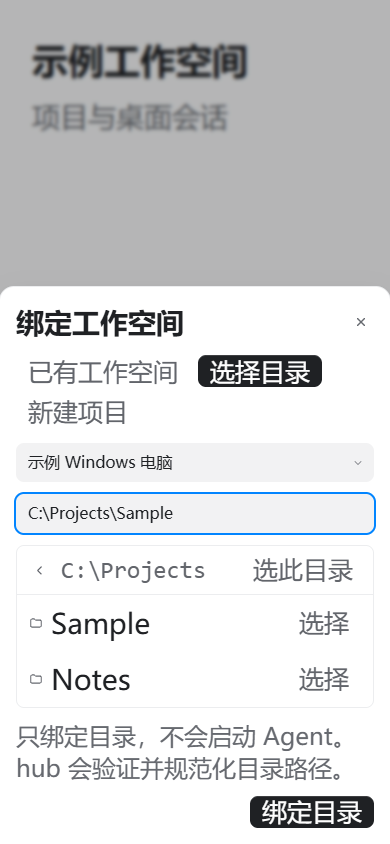 示例工作空间
项目与桌面会话
绑定工作空间
已有工作空间 选择目录
新建项目
示例 Windows 电脑
C:\Projects\Sample
C:\Projects 选此目录
Sample 选择
Notes 选择
只绑定目录，不会启动 Agent。
hub 会验证并规范化目录路径。
绑定目录